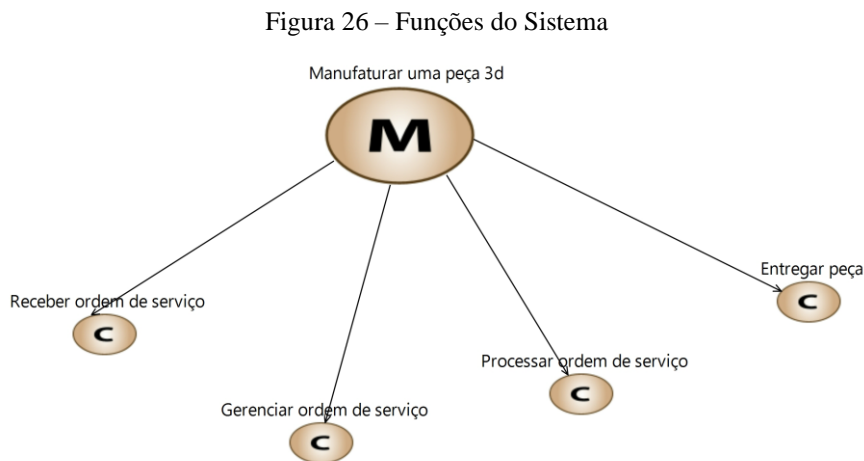 Figura 26 – Funções do Sistema
Manufaturar uma peça 3d
M
Entregar peça
C
Receber ordem de serviço
C
Processar ordem de serviço
C
Gerenciar ordem de serviço
C